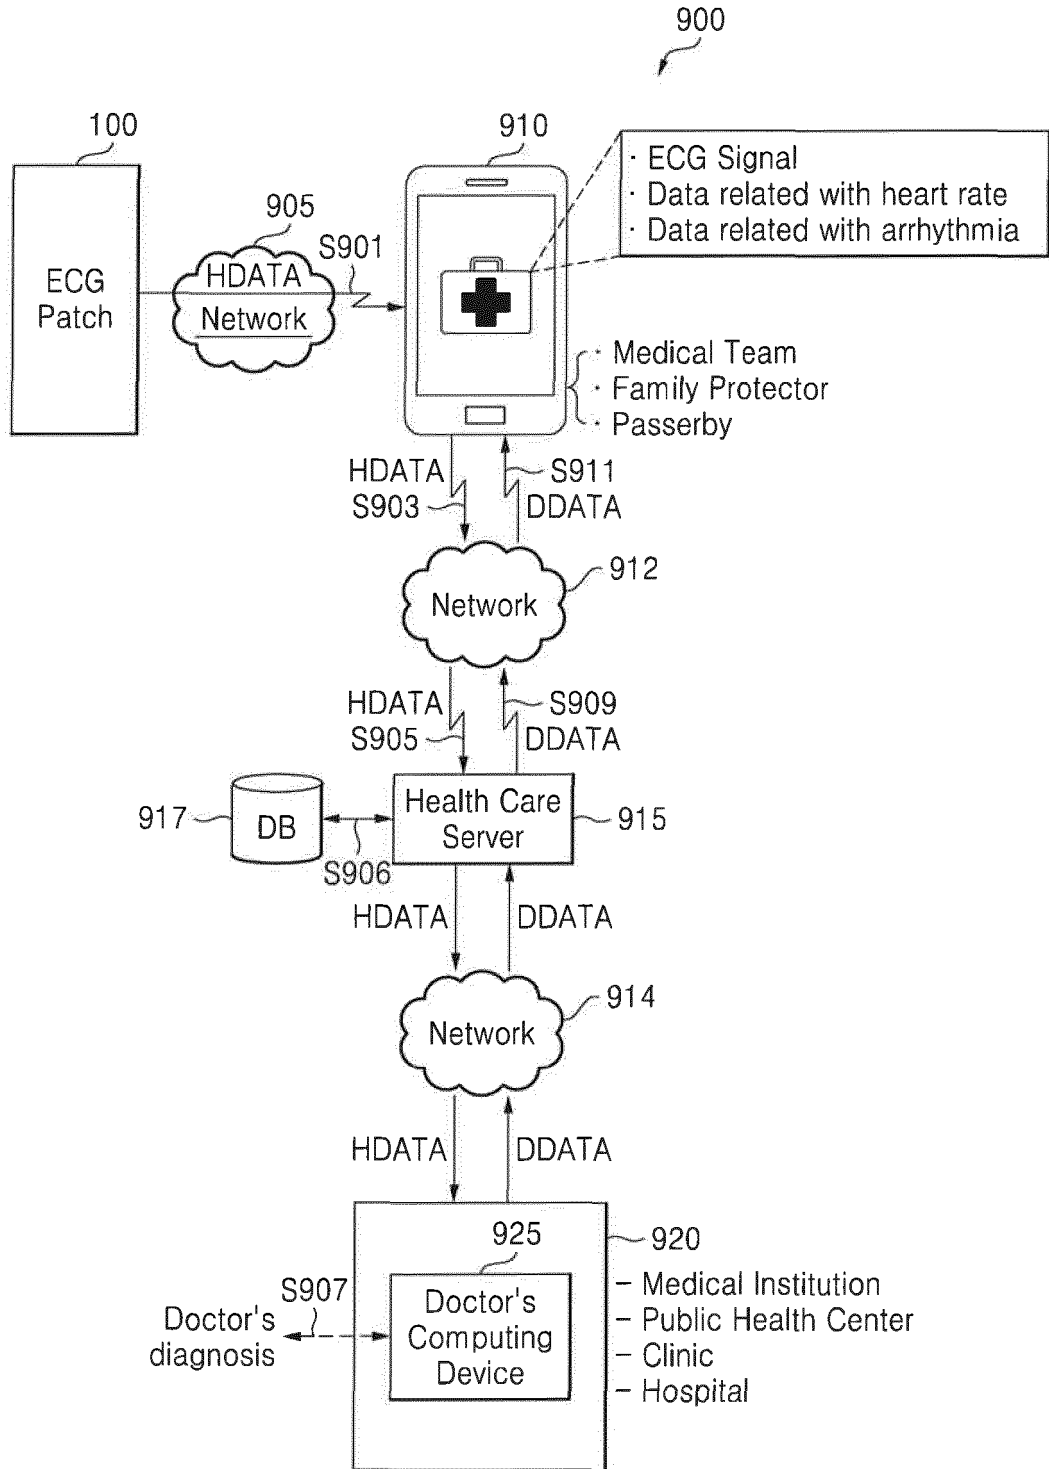 900
100
910
· ECG Signal
· Data related with heart rate
· Data related with arrhythmia
905
S901
HDATA
Network
ECG
Patch
· Medical Team
· Family Protector
· Passerby
HDATA
S911
S903
DDATA
912
Network
HDATA
S909
S905
DDATA
917
DB
S906
Health Care
Server
915
HDATA
DDATA
914
Network
HDATA
DDATA
925
920
S907
Doctor's
diagnosis
Doctor's
Computing
Device
– Medical Institution
– Public Health Center
– Clinic
– Hospital